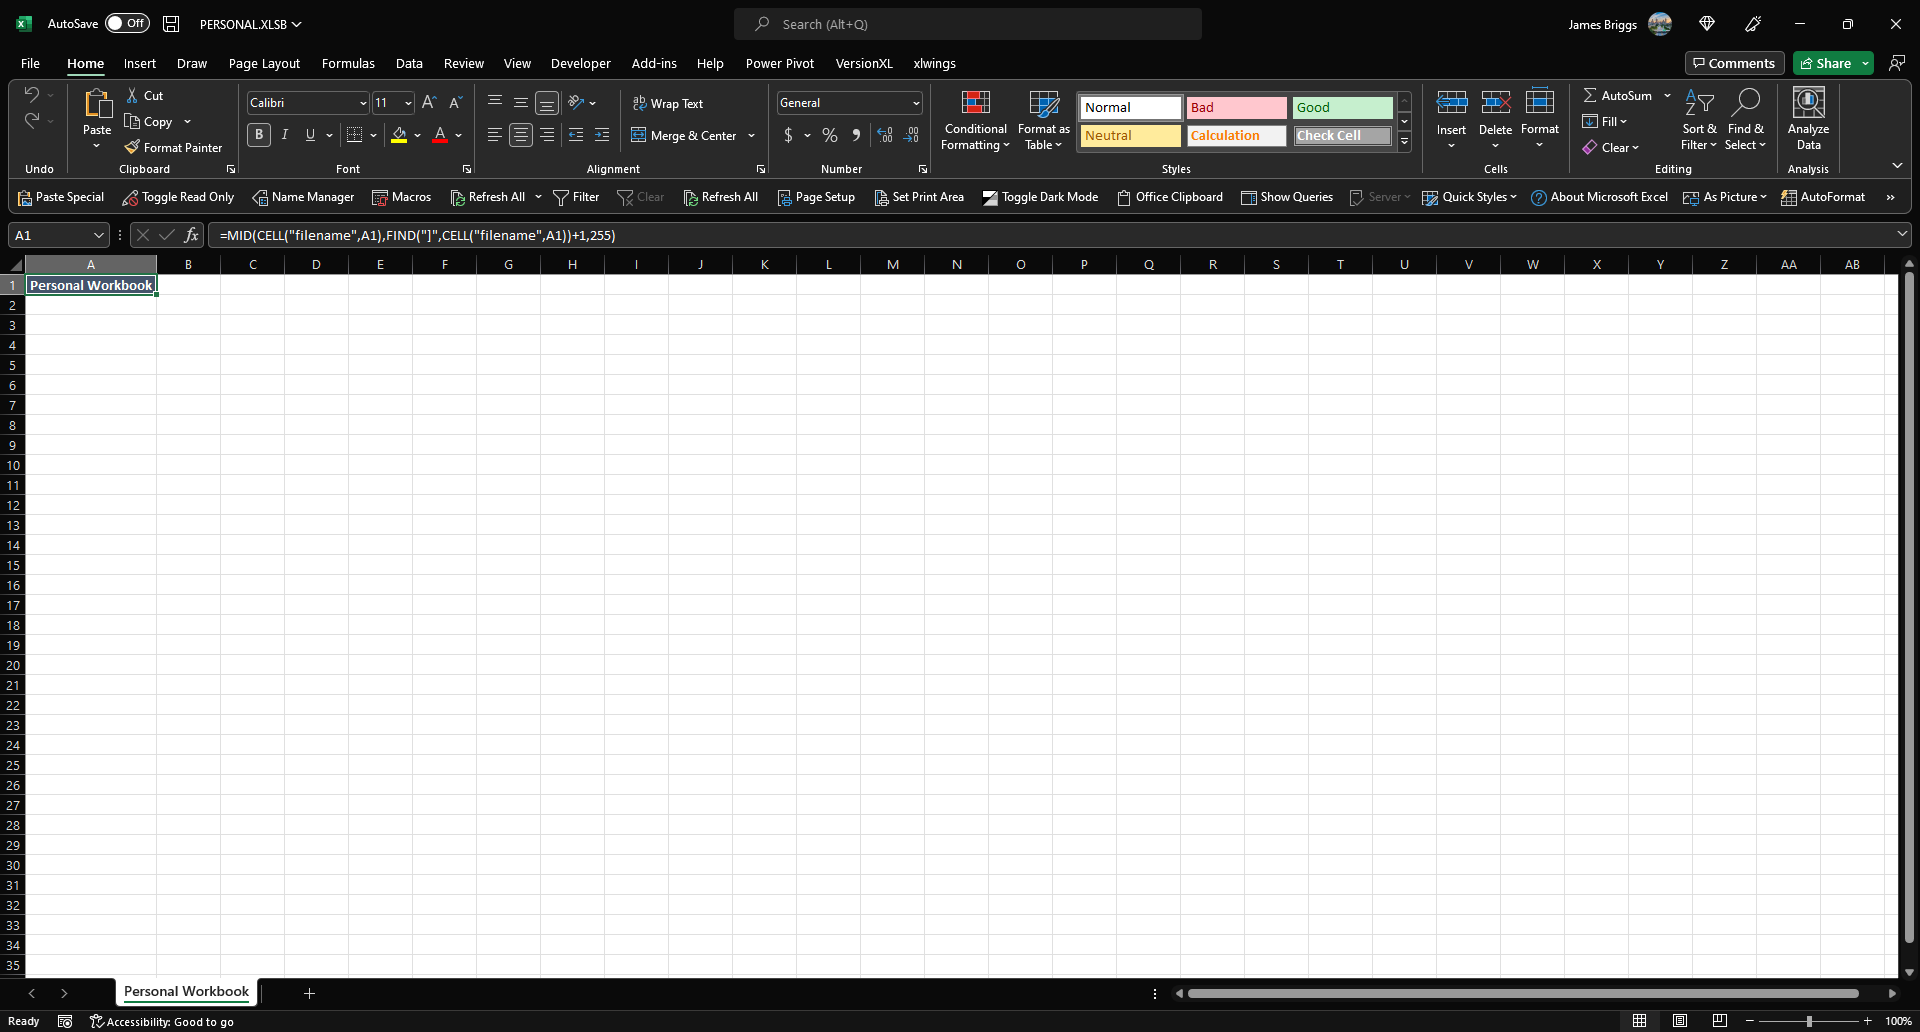 AutoSave Off PERSONAL.XLSB Search (Alt+Q) James Briggs
File Home Insert Draw Page Layout Formulas Data Review View Developer Add-ins Help Power Pivot VersionXL xlwings Comments Share
Paste
Cut
Copy
Format Painter
Calibri 11
B I U A
Wrap Text
Merge & Center
General
$ %
Conditional
Formatting
Format as
Table
Normal Bad Good
Neutral Calculation Check Cell
Insert Delete Format
AutoSum
Fill
Clear
Sort &
Filter
Find &
Select
Analyze
Data
Undo Clipboard Font Alignment Number Styles Cells Editing Analysis
Paste Special Toggle Read Only Name Manager Macros Refresh All Filter Clear Refresh All Page Setup Set Print Area Toggle Dark Mode Office Clipboard Show Queries Server Quick Styles About Microsoft Excel As Picture AutoFormat
A1 fx =MID(CELL("filename",A1),FIND("]",CELL("filename",A1))+1,255)
A B C D E F G H I J K L M N O P Q R S T U V W X Y Z AA AB
1 Personal Workbook
2
3
4
5
6
7
8
9
10
11
12
13
14
15
16
17
18
19
20
21
22
23
24
25
26
27
28
29
30
31
32
33
34
35
Personal Workbook
Ready Accessibility: Good to go 100%